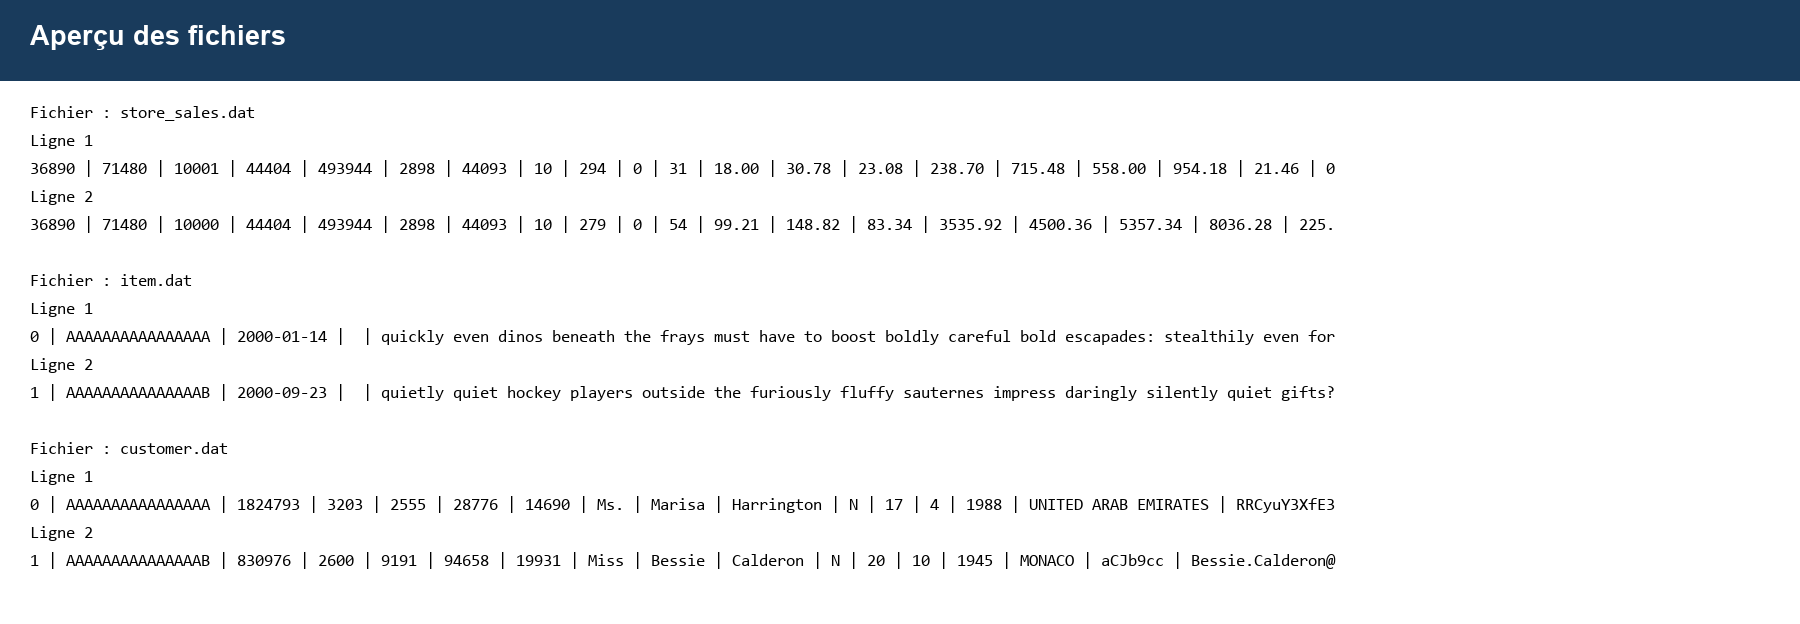 Aperçu des fichiers
Fichier : store_sales.dat
Ligne 1
36890 | 71480 | 10001 | 44404 | 493944 | 2898 | 44093 | 10 | 294 | 0 | 31 | 18.00 | 30.78 | 23.08 | 238.70 | 715.48 | 558.00 | 954.18 | 21.46 | 0
Ligne 2
36890 | 71480 | 10000 | 44404 | 493944 | 2898 | 44093 | 10 | 279 | 0 | 54 | 99.21 | 148.82 | 83.34 | 3535.92 | 4500.36 | 5357.34 | 8036.28 | 225.
Fichier : item.dat
Ligne 1
0 | AAAAAAAAAAAAAAAA | 2000-01-14 |  | quickly even dinos beneath the frays must have to boost boldly careful bold escapades: stealthily even for
Ligne 2
1 | AAAAAAAAAAAAAAAB | 2000-09-23 |  | quietly quiet hockey players outside the furiously fluffy sauternes impress daringly silently quiet gifts?
Fichier : customer.dat
Ligne 1
0 | AAAAAAAAAAAAAAAA | 1824793 | 3203 | 2555 | 28776 | 14690 | Ms. | Marisa | Harrington | N | 17 | 4 | 1988 | UNITED ARAB EMIRATES | RRCyuY3XfE3
Ligne 2
1 | AAAAAAAAAAAAAAAB | 830976 | 2600 | 9191 | 94658 | 19931 | Miss | Bessie | Calderon | N | 20 | 10 | 1945 | MONACO | aCJb9cc | Bessie.Calderon@